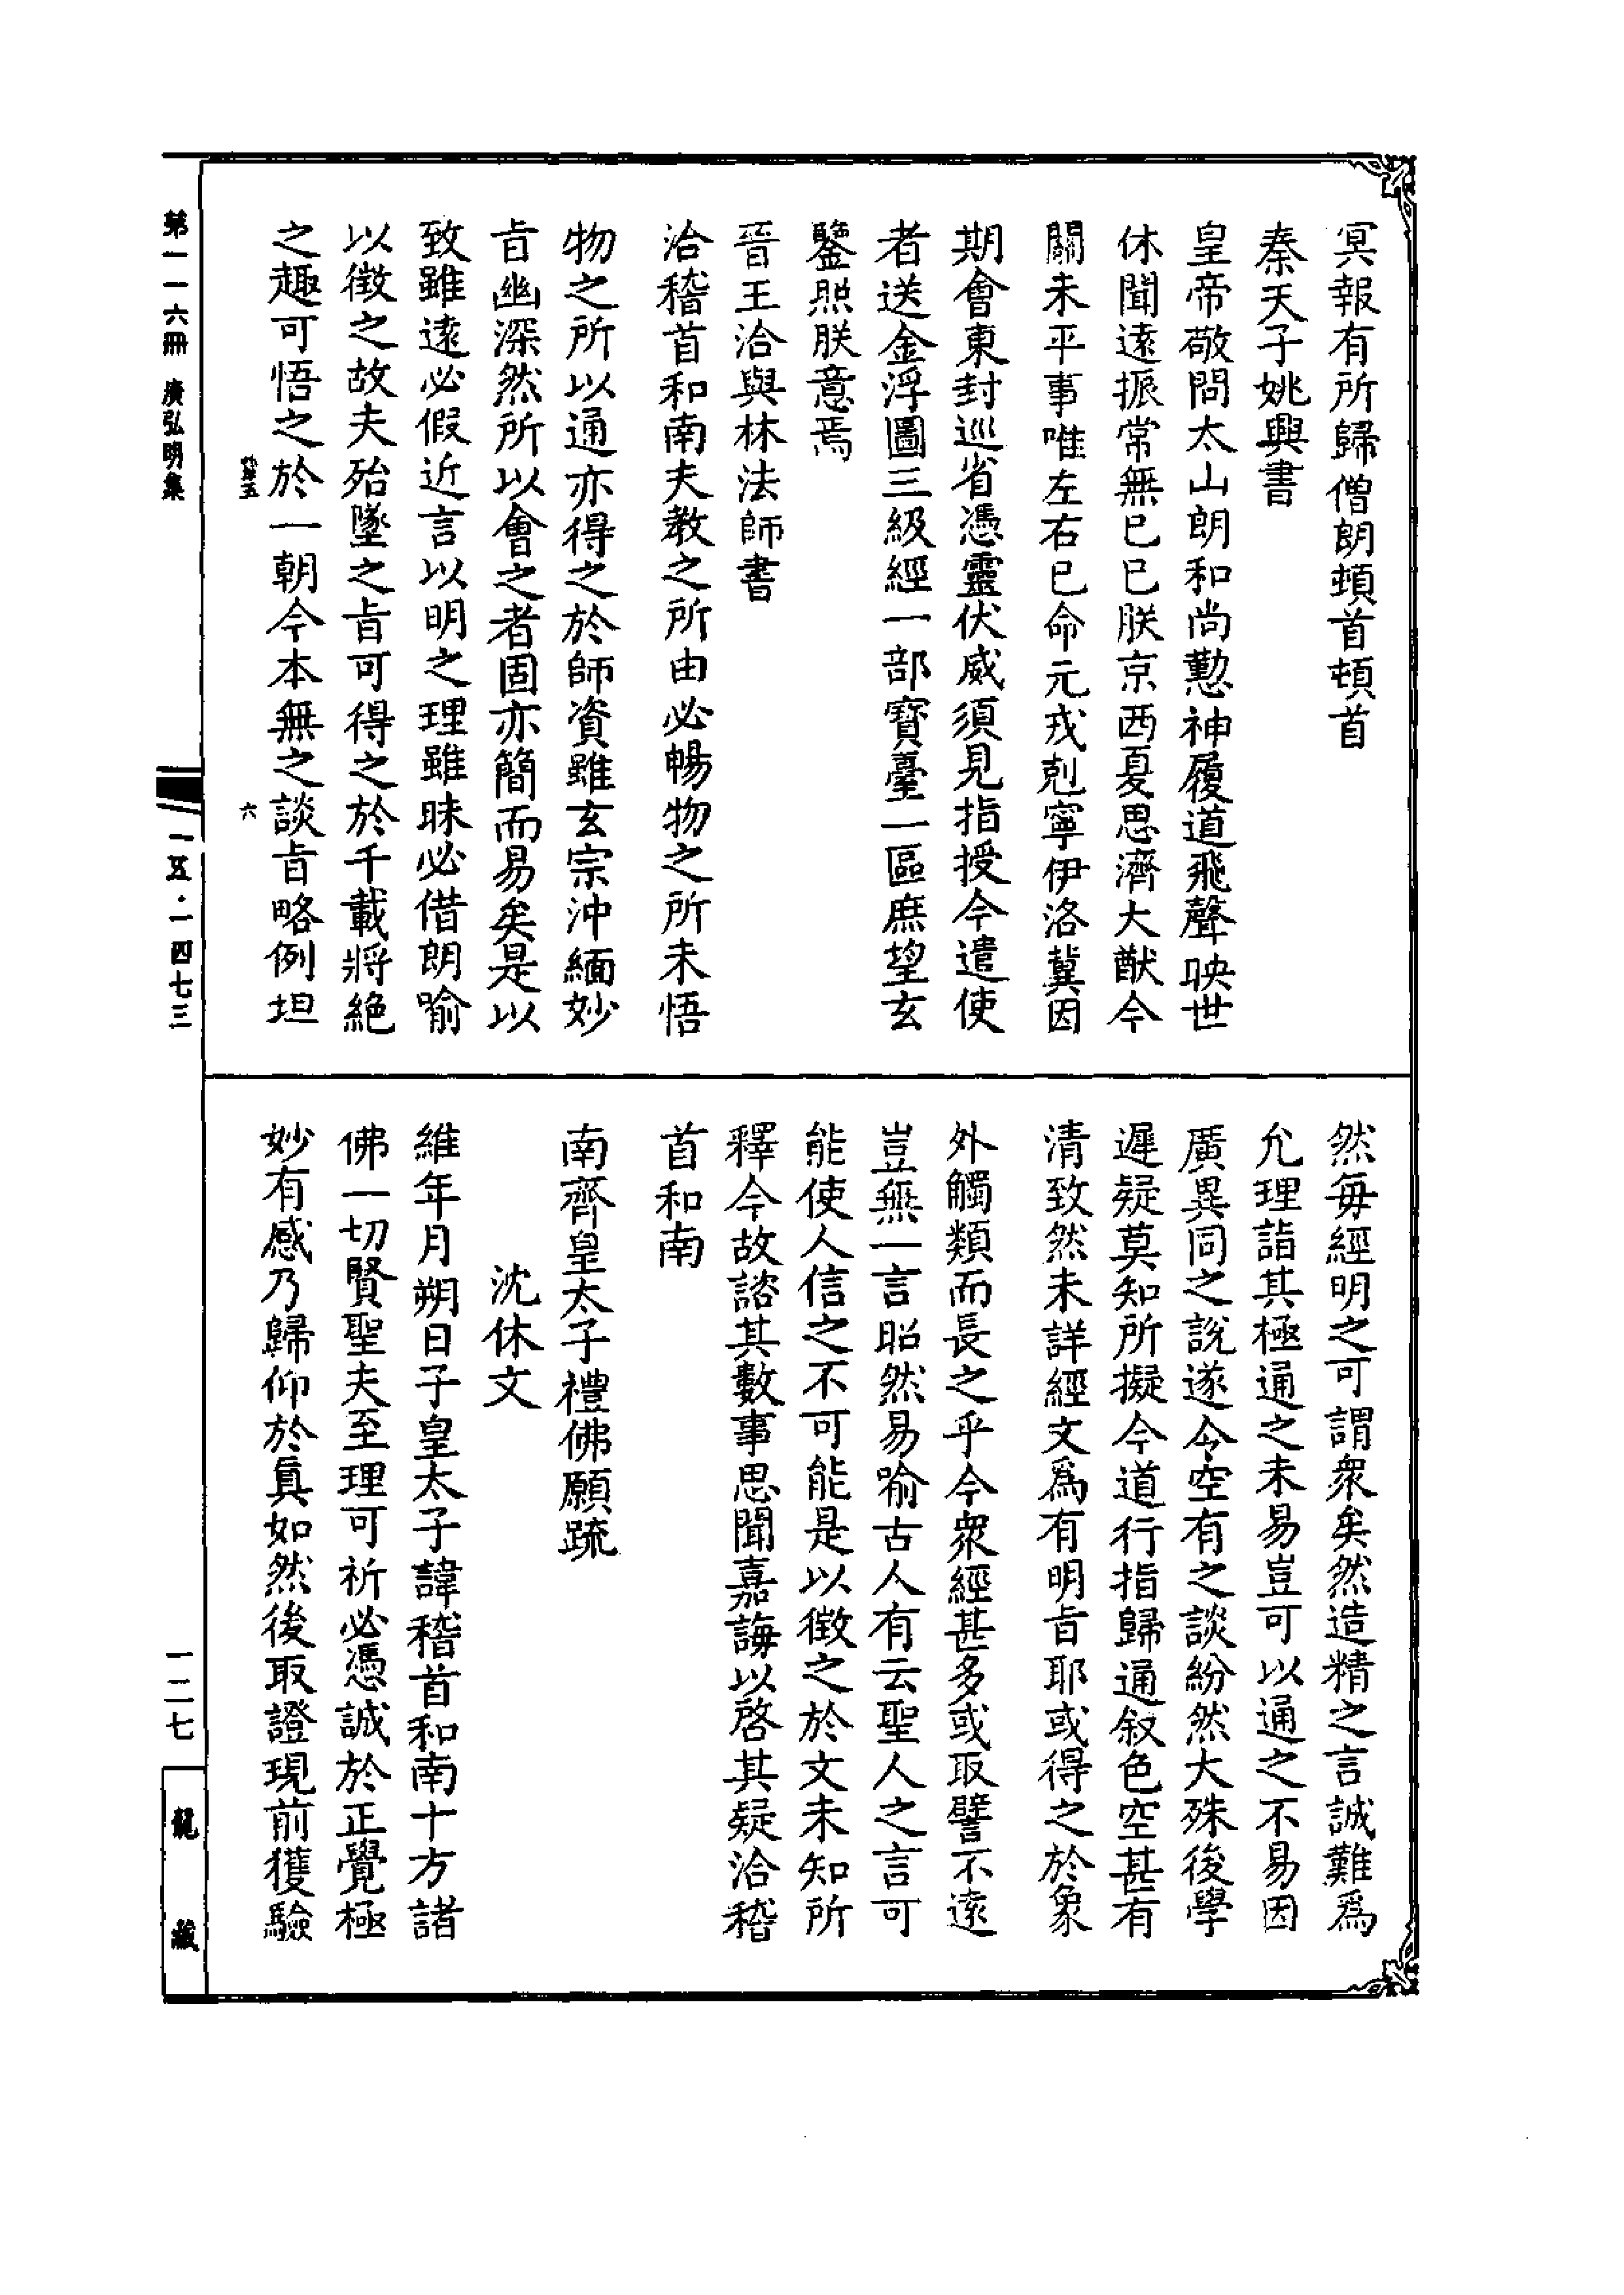 冥報有所歸僧朗頓首頓首
秦天子姚興書
皇帝敬問太山朗和尚懃神履道飛聲映世
休聞遠振常無已已朕京西夏思濟大猷今
關未平事唯左右已命元戎剋寧伊洛冀因
期會東封巡省憑靈伏威須見指授今遣使
者送金浮圖三級經一部寶臺一區庶望玄
鑒照朕意焉
晉王洽與林法師書
洽稽首和南夫教之所由必暢物之所未悟
物之所以通亦得之於師資雖玄宗沖緬妙
旨幽深然所以會之者固亦簡而易矣是以
致雖遠必假近言以明之理雖昧必借朗喻
以徵之故夫殆墜之旨可得之於千載將絕
之趣可悟之於一朝今本無之談旨略例坦
六
然每經明之可謂衆矣然造精之言誠難爲
允理詣其極通之未易豈可以通之不易因
廣異同之說遂令空有之談紛然大殊後學
遲疑莫知所擬今道行指歸通叙色空甚有
清致然未詳經文爲有明旨耶或得之於象
外觸類而長之乎今衆經甚多或取譬不遠
豈無一言昭然易喻古人有云聖人之言可
能使人信之不可能是以徵之於文未知所
釋今故諮其數事思聞嘉誨以啓其疑洽稽
首和南
南齊皇太子禮佛願疏
沈休文
維年月朔日子皇太子諱稽首和南十方諸
佛一切賢聖夫至理可祈必憑誠於正覺極
妙有感乃歸仰於眞如然後取證現前獲驗
第一一六冊 廣弘明集
一五·一四七三
一二七
龍藏